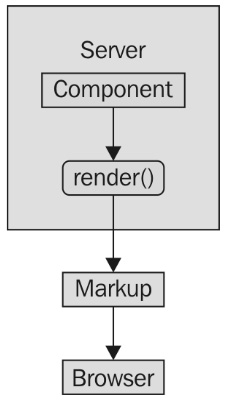 Server
Component
render()
Markup
Browser